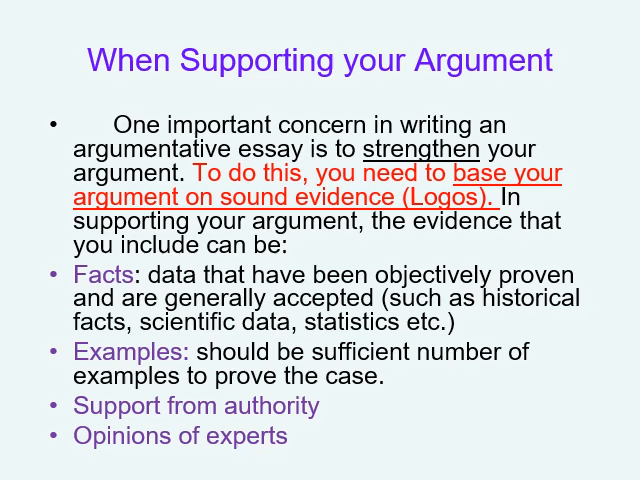 When Supporting your Argument
• One important concern in writing an
argumentative essay is to strengthen your
argument. To do this, you need to base your
argument on sound evidence (Logos). In
supporting your argument, the evidence that
you include can be:
• Facts: data that have been objectively proven
and are generally accepted (such as historical
facts, scientific data, statistics etc.)
• Examples: should be sufficient number of
examples to prove the case.
• Support from authority
• Opinions of experts